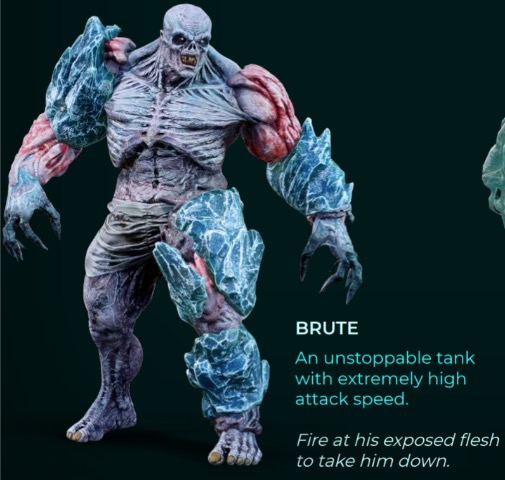 BRUTE
An unstoppable tank
with extremely high
attack speed.
Fire at his exposed flesh
to take him down.